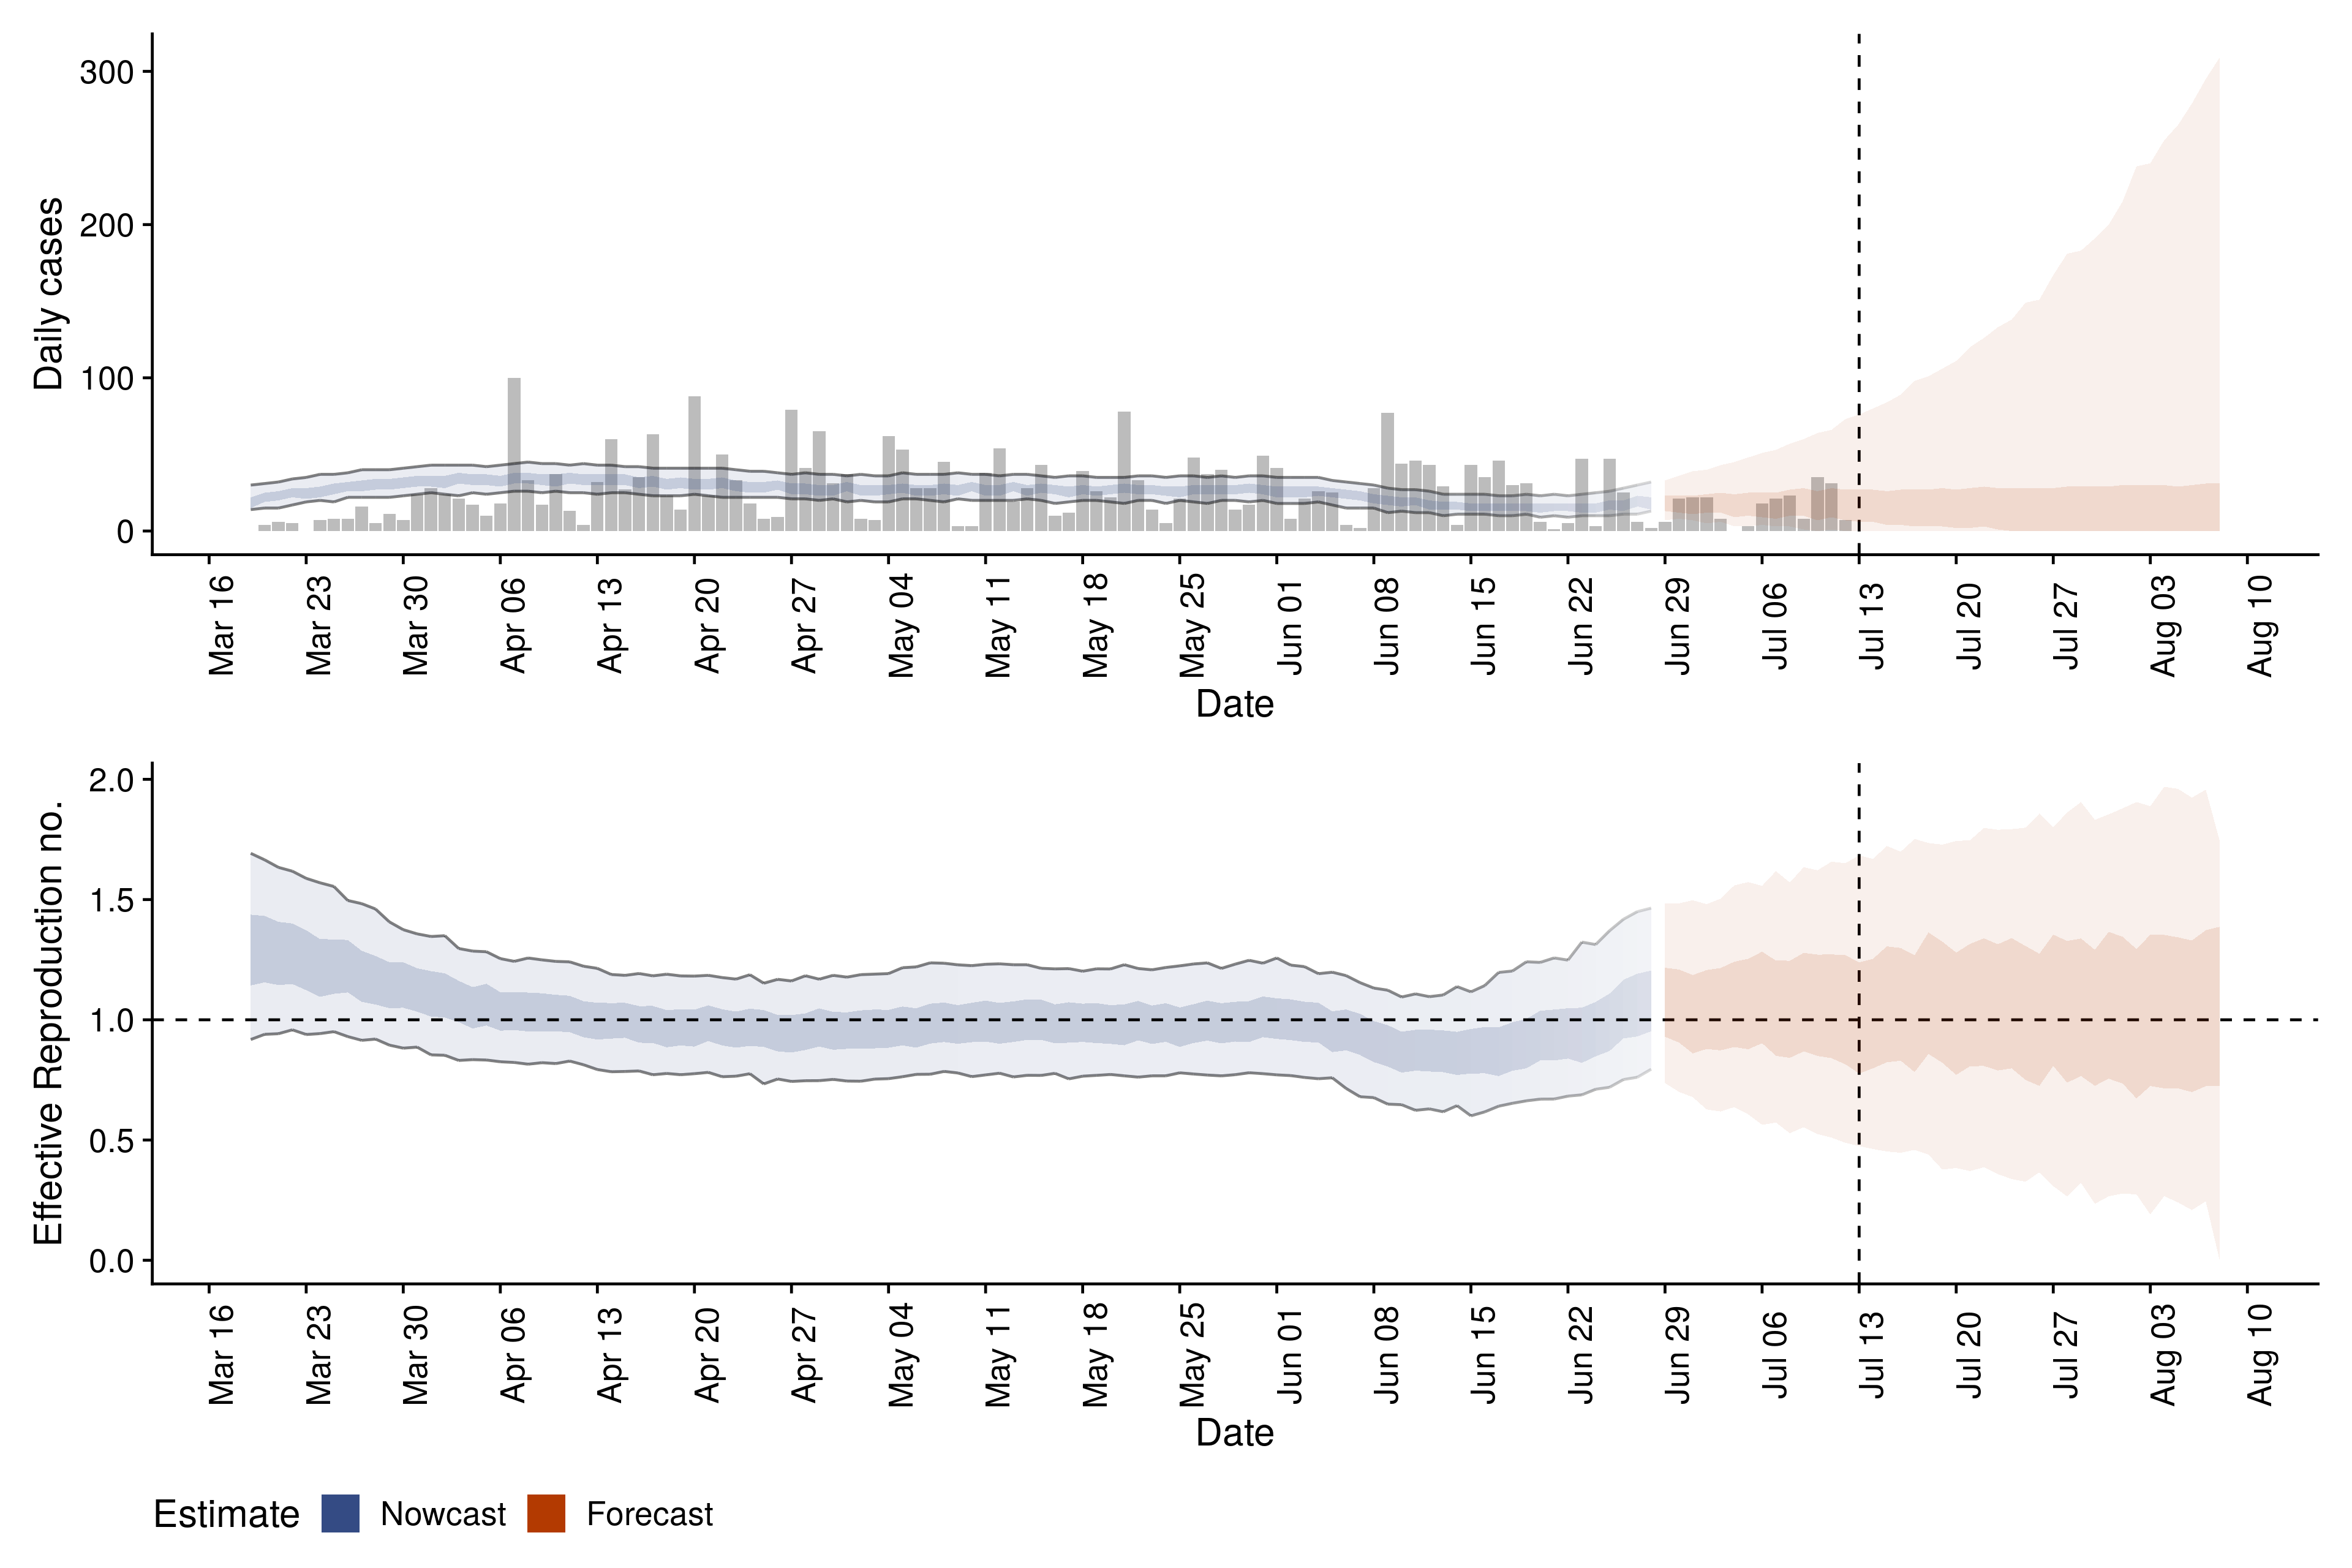 Daily cases
300
200
100
0
Mar 16 Mar 23 Mar 30 Apr 06 Apr 13 Apr 20 Apr 27 May 04 May 11 May 18 May 25 Jun 01 Jun 08 Jun 15 Jun 22 Jun 29 Jul 06 Jul 13 Jul 20 Jul 27 Aug 03 Aug 10
Date
Effective Reproduction no.
2.0
1.5
1.0
0.5
0.0
Mar 16 Mar 23 Mar 30 Apr 06 Apr 13 Apr 20 Apr 27 May 04 May 11 May 18 May 25 Jun 01 Jun 08 Jun 15 Jun 22 Jun 29 Jul 06 Jul 13 Jul 20 Jul 27 Aug 03 Aug 10
Date
Estimate Nowcast Forecast